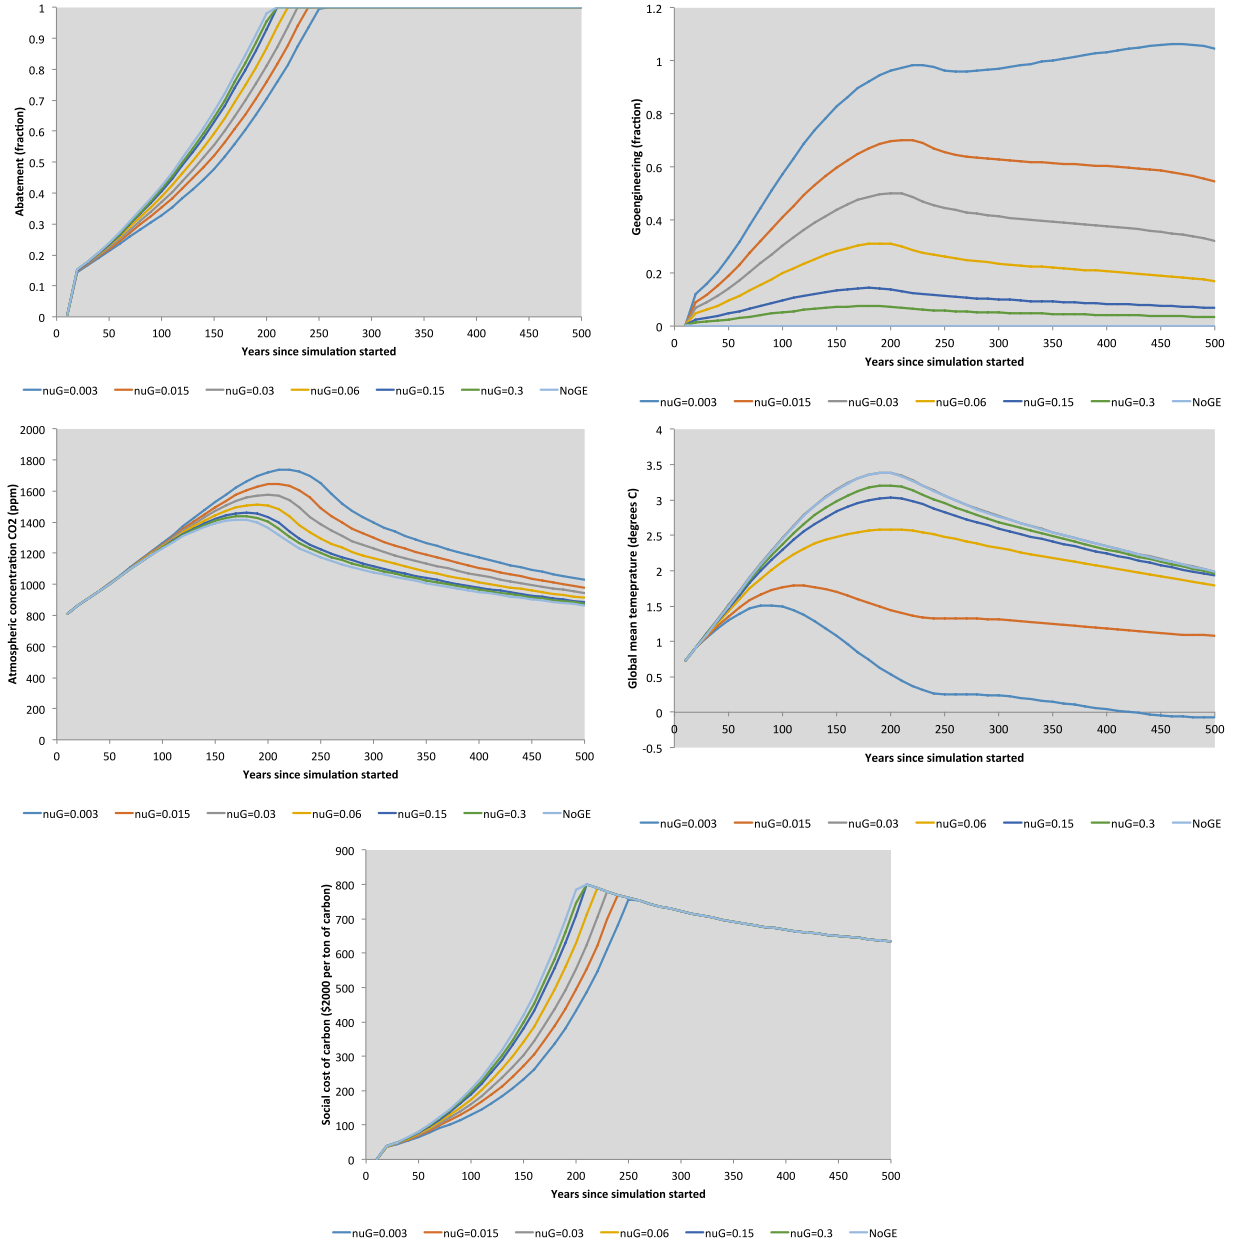 Abatement (fraction)
1
0.9
0.8
0.7
0.6
0.5
0.4
0.3
0.2
0.1
0
0 50 100 150 200 250 300 350 400 450 500
Years since simulation started
nuG=0.003 nuG=0.015 nuG=0.03 nuG=0.06 nuG=0.15 nuG=0.3 NoGE
Geoengineering (fraction)
1.2
1
0.8
0.6
0.4
0.2
0
0 50 100 150 200 250 300 350 400 450 500
Years since simulation started
nuG=0.003 nuG=0.015 nuG=0.03 nuG=0.06 nuG=0.15 nuG=0.3 NoGE
Atmospheric concentration CO2 (ppm)
2000
1800
1600
1400
1200
1000
800
600
400
200
0
0 50 100 150 200 250 300 350 400 450 500
Years since simulation started
nuG=0.003 nuG=0.015 nuG=0.03 nuG=0.06 nuG=0.15 nuG=0.3 NoGE
Global mean temeprature (degrees C)
4
3.5
3
2.5
2
1.5
1
0.5
0
-0.5
0 50 100 150 200 250 300 350 400 450 500
Years since simulation started
nuG=0.003 nuG=0.015 nuG=0.03 nuG=0.06 nuG=0.15 nuG=0.3 NoGE
Social cost of carbon ($2000 per ton of carbon)
900
800
700
600
500
400
300
200
100
0
0 50 100 150 200 250 300 350 400 450 500
Years since simulation started
nuG=0.003 nuG=0.015 nuG=0.03 nuG=0.06 nuG=0.15 nuG=0.3 NoGE